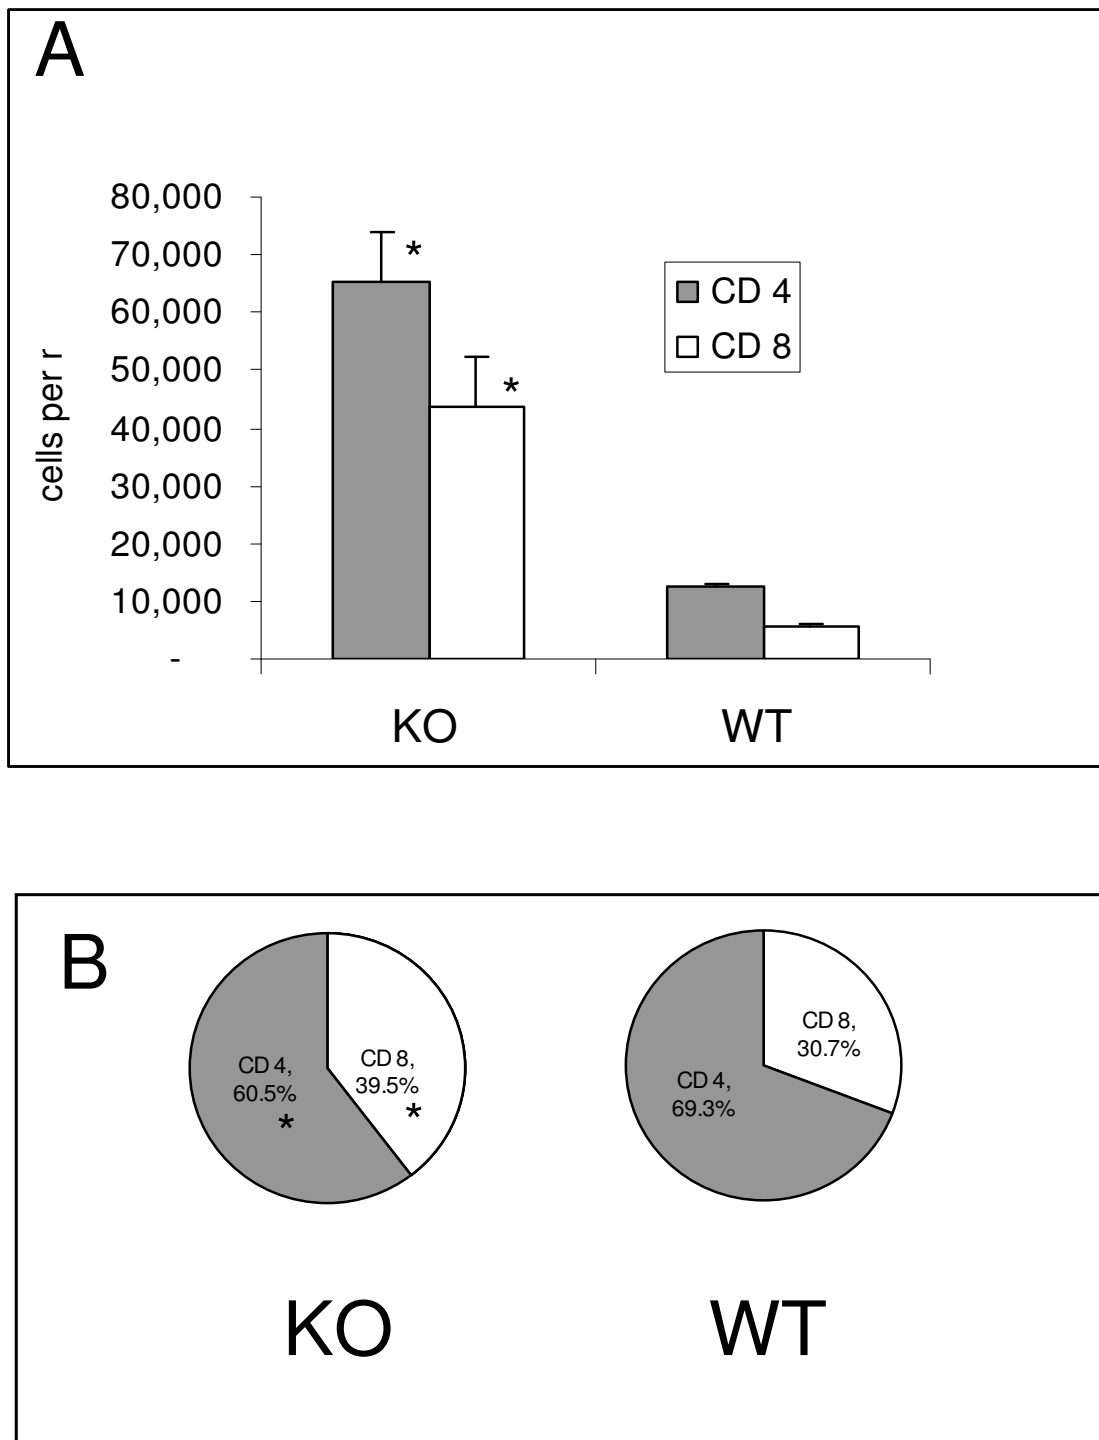 A
80,000
70,000
60,000
50,000
40,000
30,000
20,000
10,000
-
cells per r
*
*
CD 4
CD 8
KO
WT
B
CD 4,
60.5%
*
CD 8,
39.5%
*
CD 8,
30.7%
CD 4,
69.3%
KO
WT